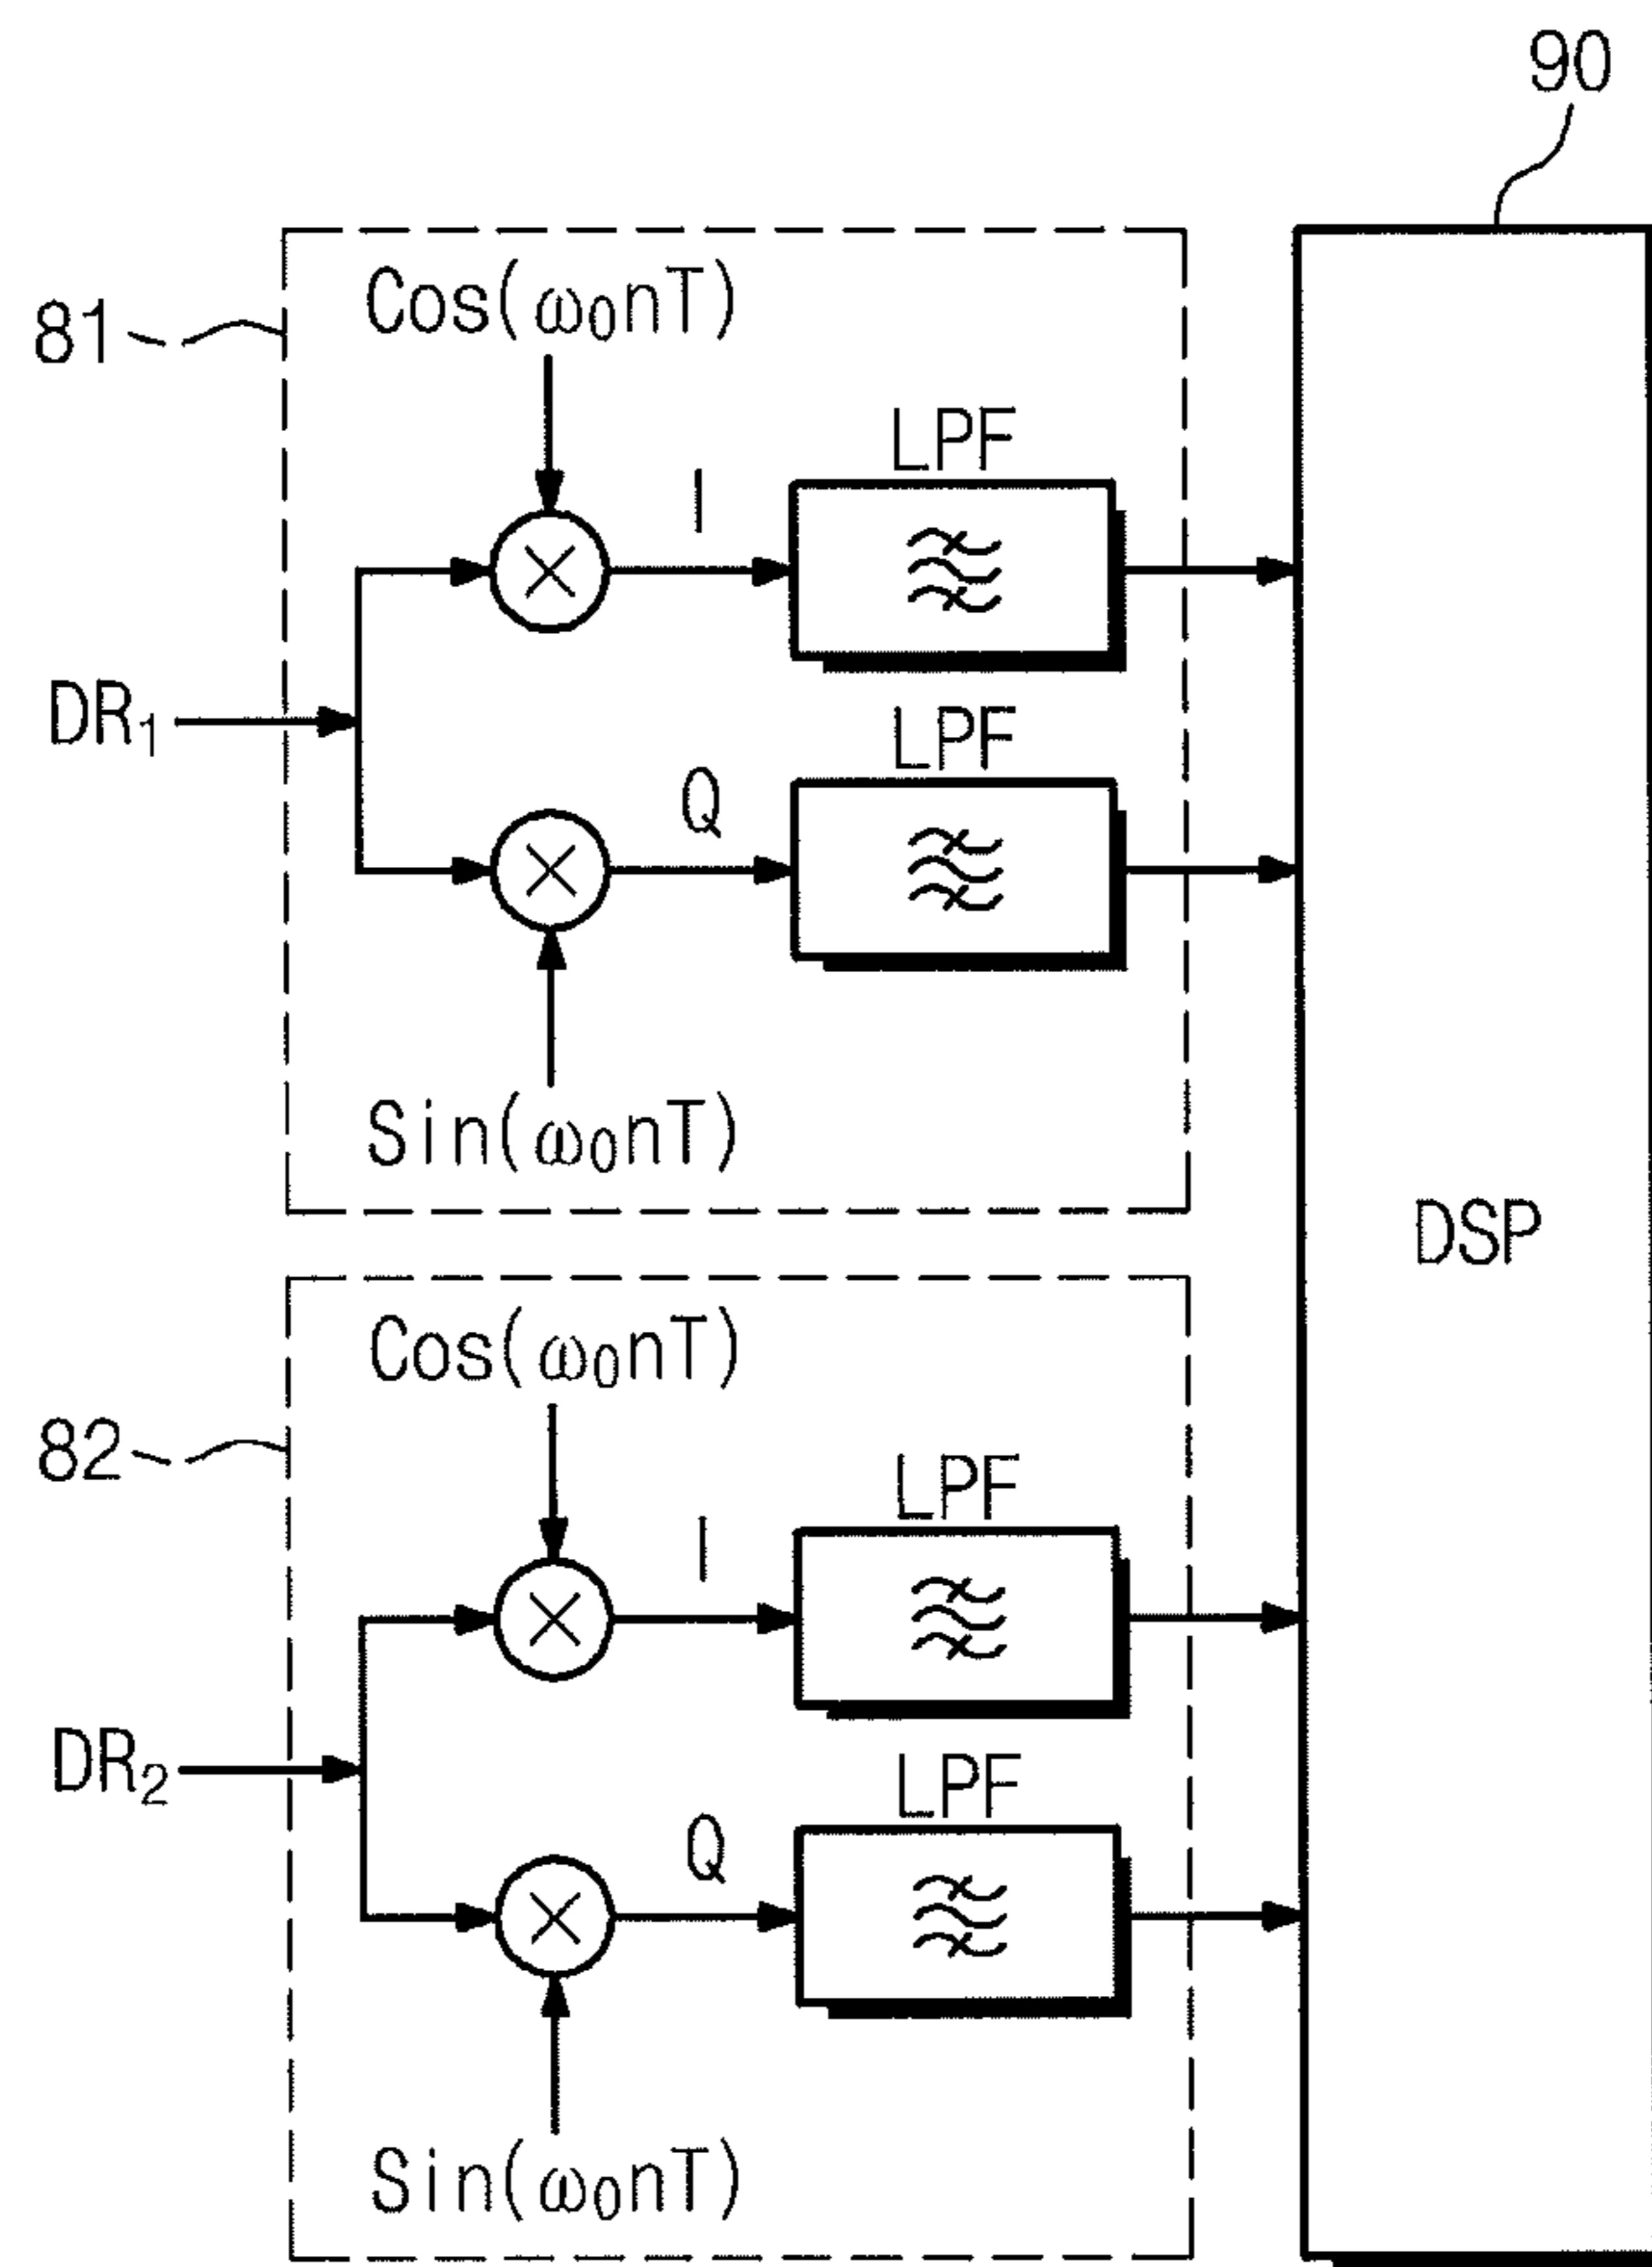 90
81
Cos(ω₀nT)
LPF
I
DR₁
LPF
Q
Sin(ω₀nT)
DSP
Cos(ω₀nT)
82
LPF
I
DR₂
LPF
Q
Sin(ω₀nT)